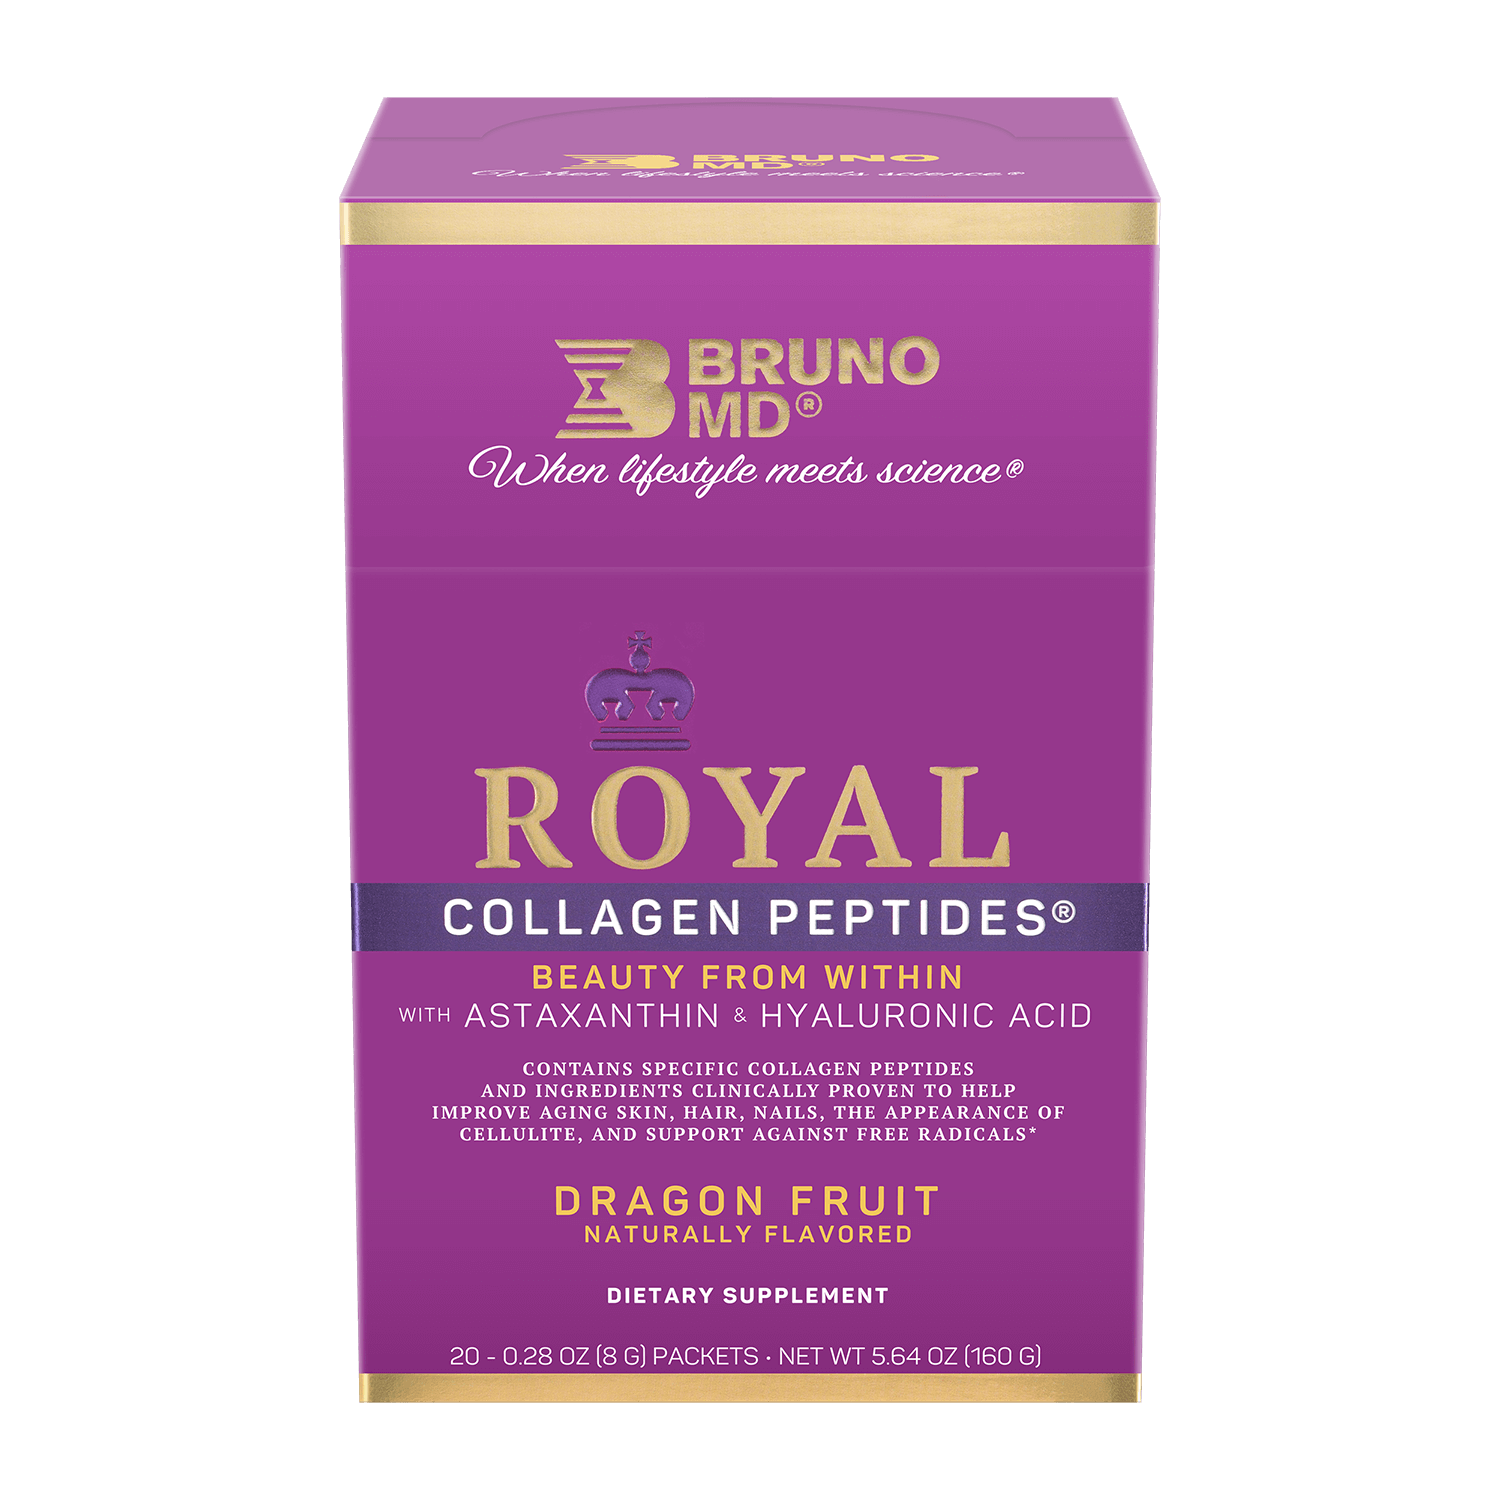 BRUNO
MD®
When lifestyle meets science®
BRUNO
MD®
When lifestyle meets science®
ROYAL
COLLAGEN PEPTIDES®
BEAUTY FROM WITHIN
WITH ASTAXANTHIN & HYALURONIC ACID
CONTAINS SPECIFIC COLLAGEN PEPTIDES
AND INGREDIENTS CLINICALLY PROVEN TO HELP
IMPROVE AGING SKIN, HAIR, NAILS, THE APPEARANCE OF
CELLULITE, AND SUPPORT AGAINST FREE RADICALS*
DRAGON FRUIT
NATURALLY FLAVORED
DIETARY SUPPLEMENT
20 - 0.28 OZ (8 G) PACKETS • NET WT 5.64 OZ (160 G)